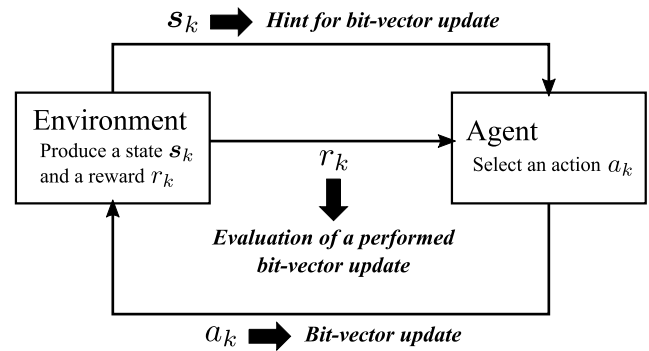 s_k Hint for bit-vector update
Environment
Produce a state s_k
and a reward r_k
Agent
Select an action a_k
r_k
Evaluation of a performed
bit-vector update
a_k Bit-vector update